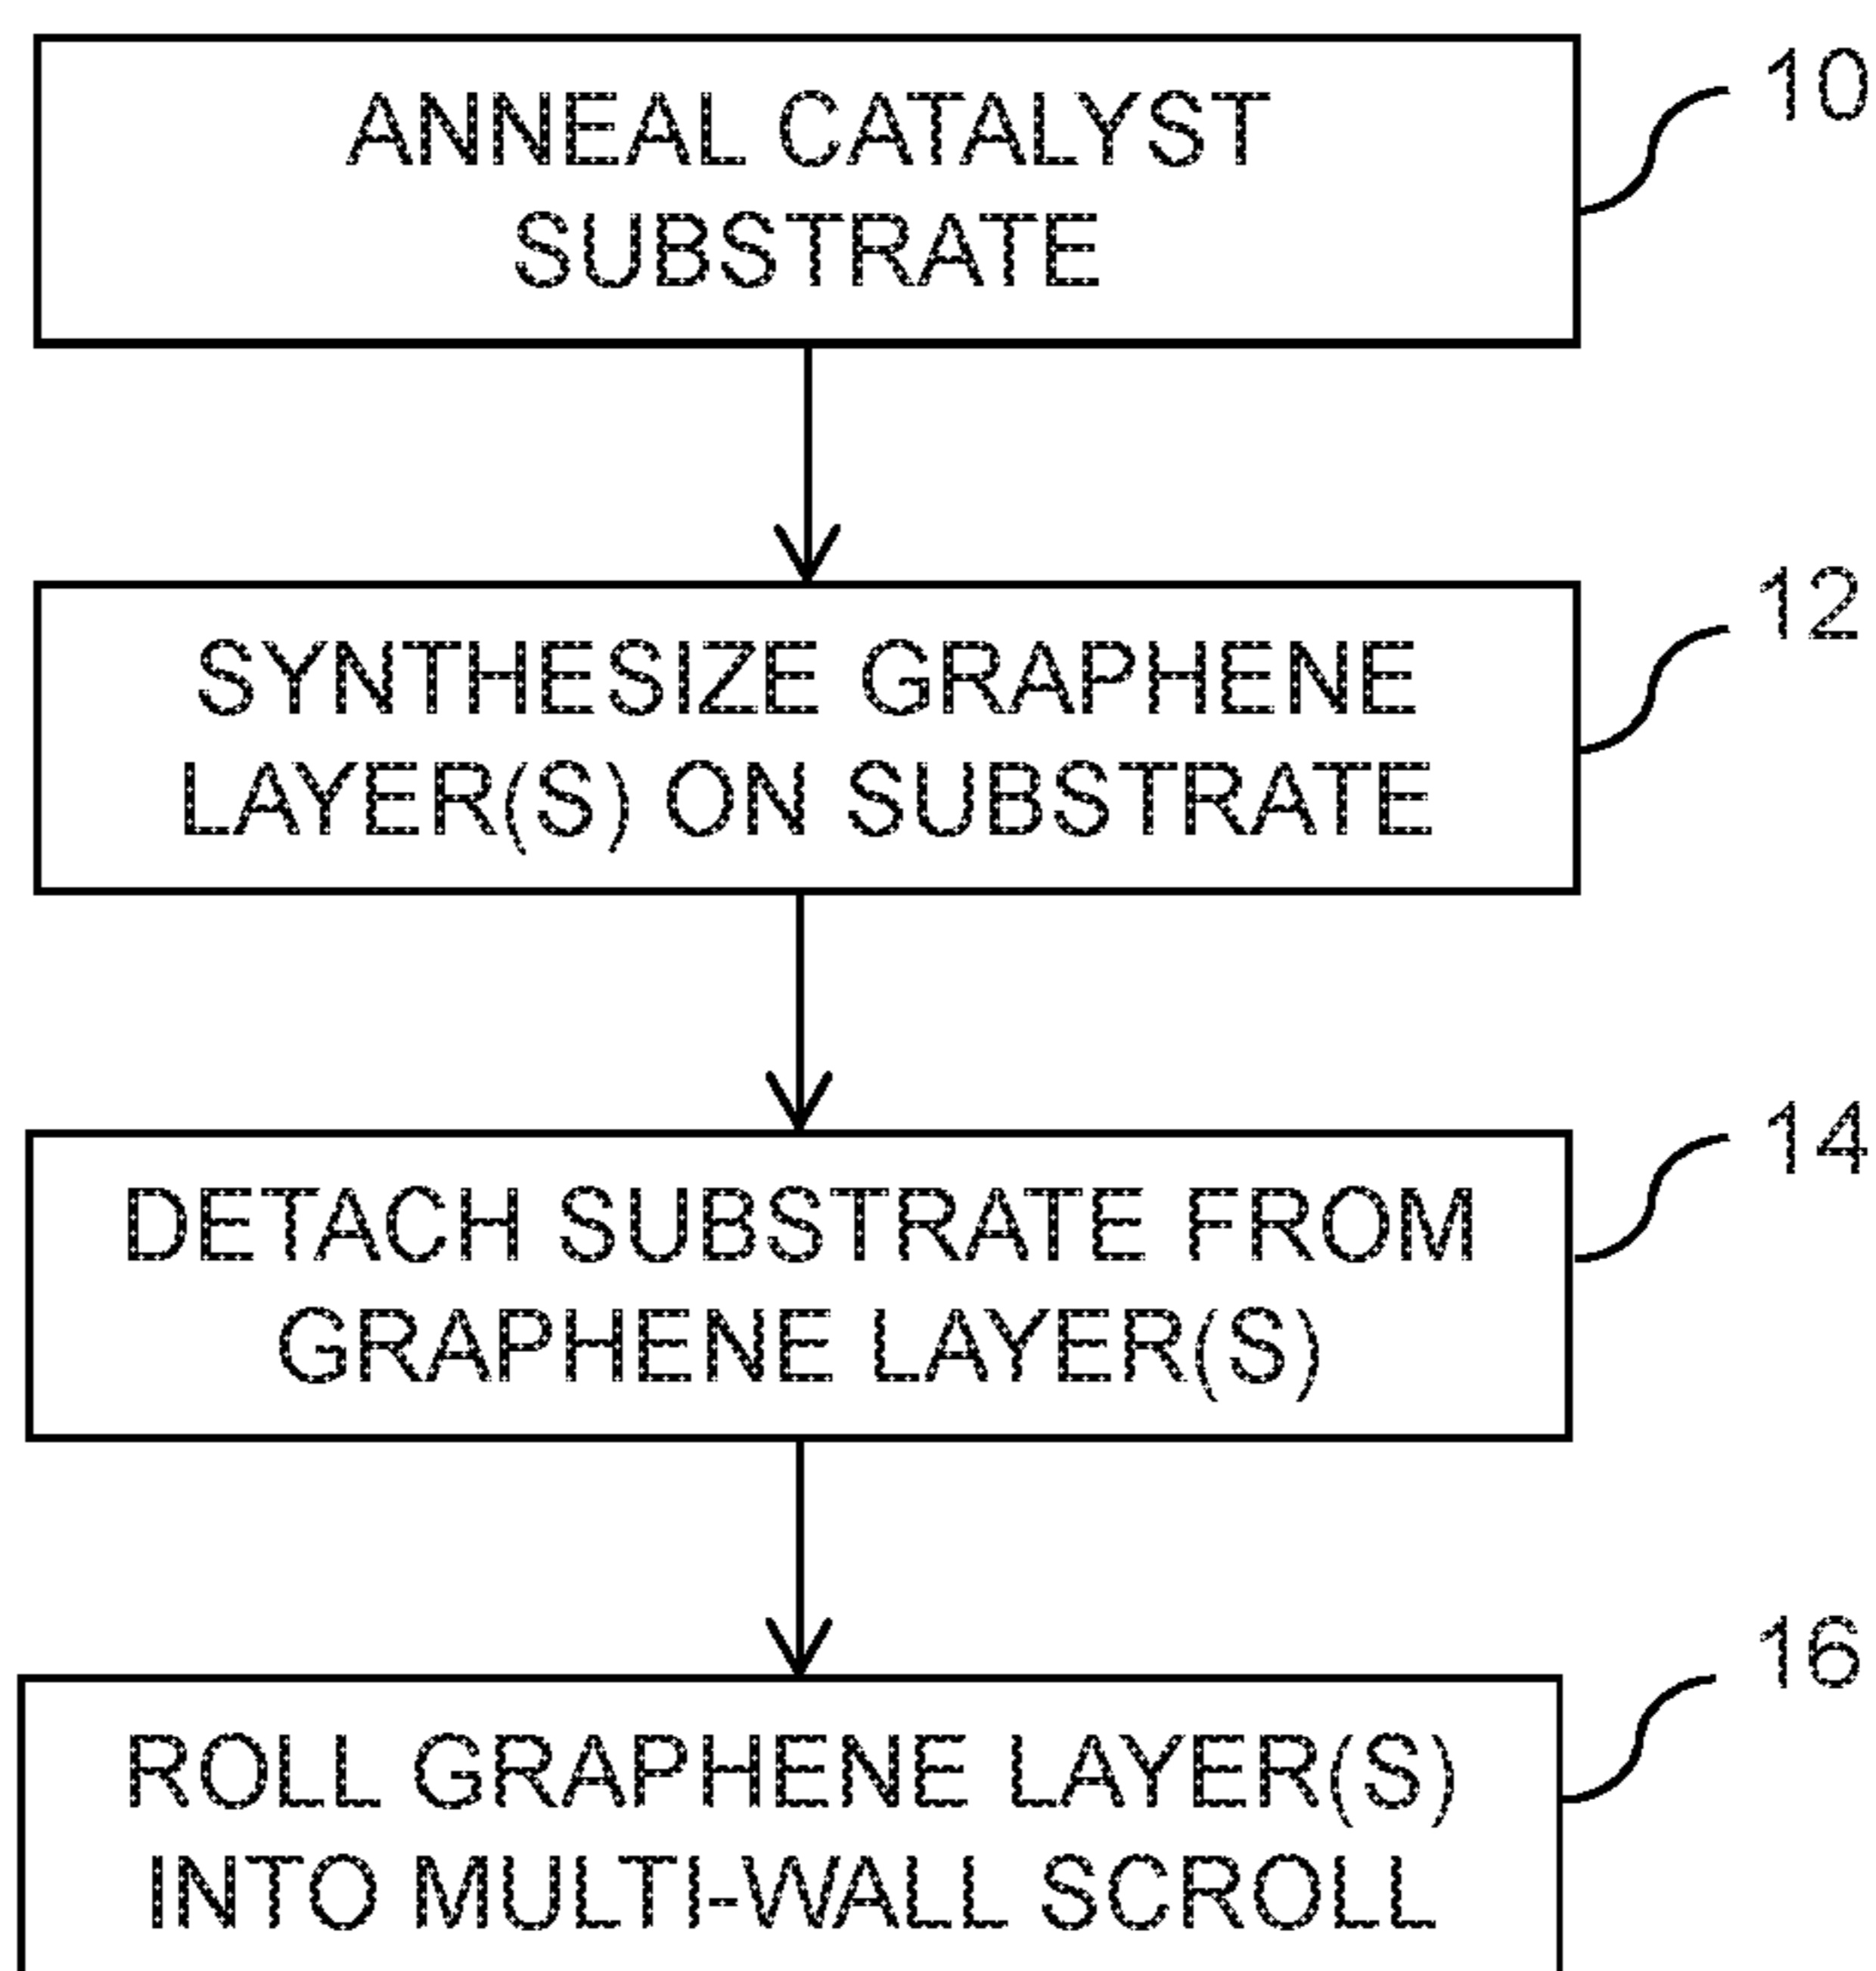 ANNEAL CATALYST
SUBSTRATE
10
SYNTHESIZE GRAPHENE
LAYER(S) ON SUBSTRATE
12
DETACH SUBSTRATE FROM
GRAPHENE LAYER(S)
14
ROLL GRAPHENE LAYER(S)
INTO MULTI-WALL SCROLL
16